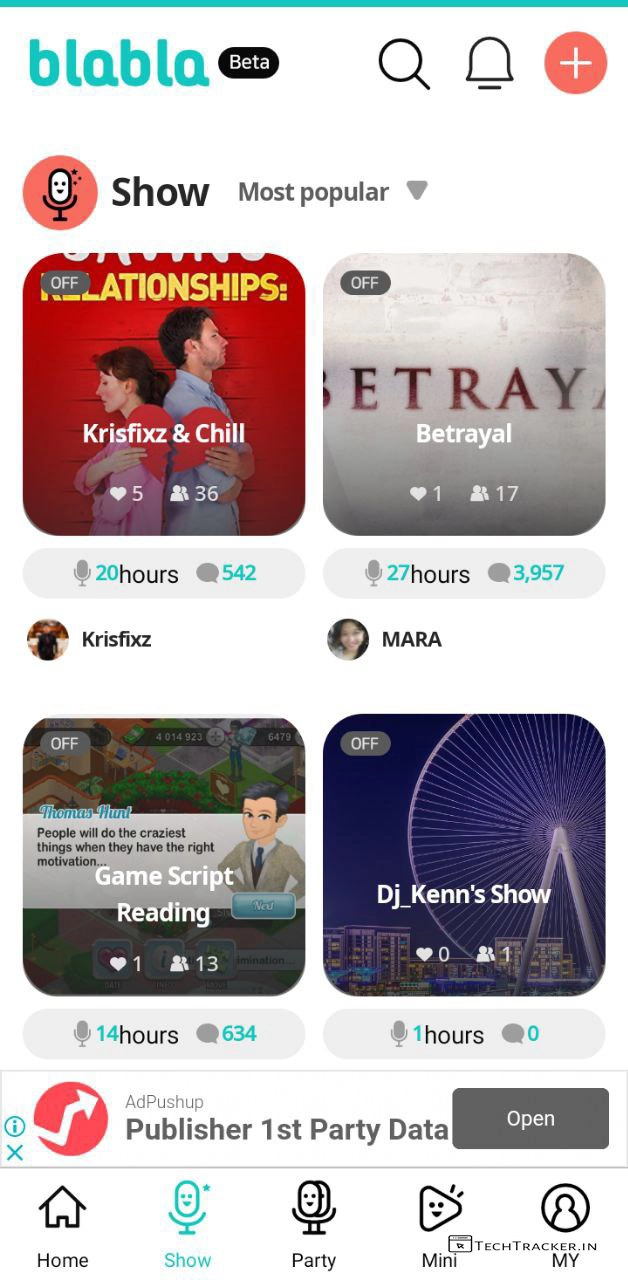 blabla Beta
Show Most popular
OFF
RELATIONSHIPS:
Krisfixz & Chill
5 36
20hours 542
Krisfixz
OFF
BETRAYA
Betrayal
1 17
27hours 3,957
MARA
OFF
4 014 923 6479
Thomas Hunt
People will do the craziest
things when they have the right
motivation...
Game Script
Reading
Next
1 13
14hours 634
OFF
Dj_Kenn's Show
0 1
1hours 0
AdPushup
Publisher 1st Party Data
Open
Home Show Party Mini MY
TECHTRACKER.IN